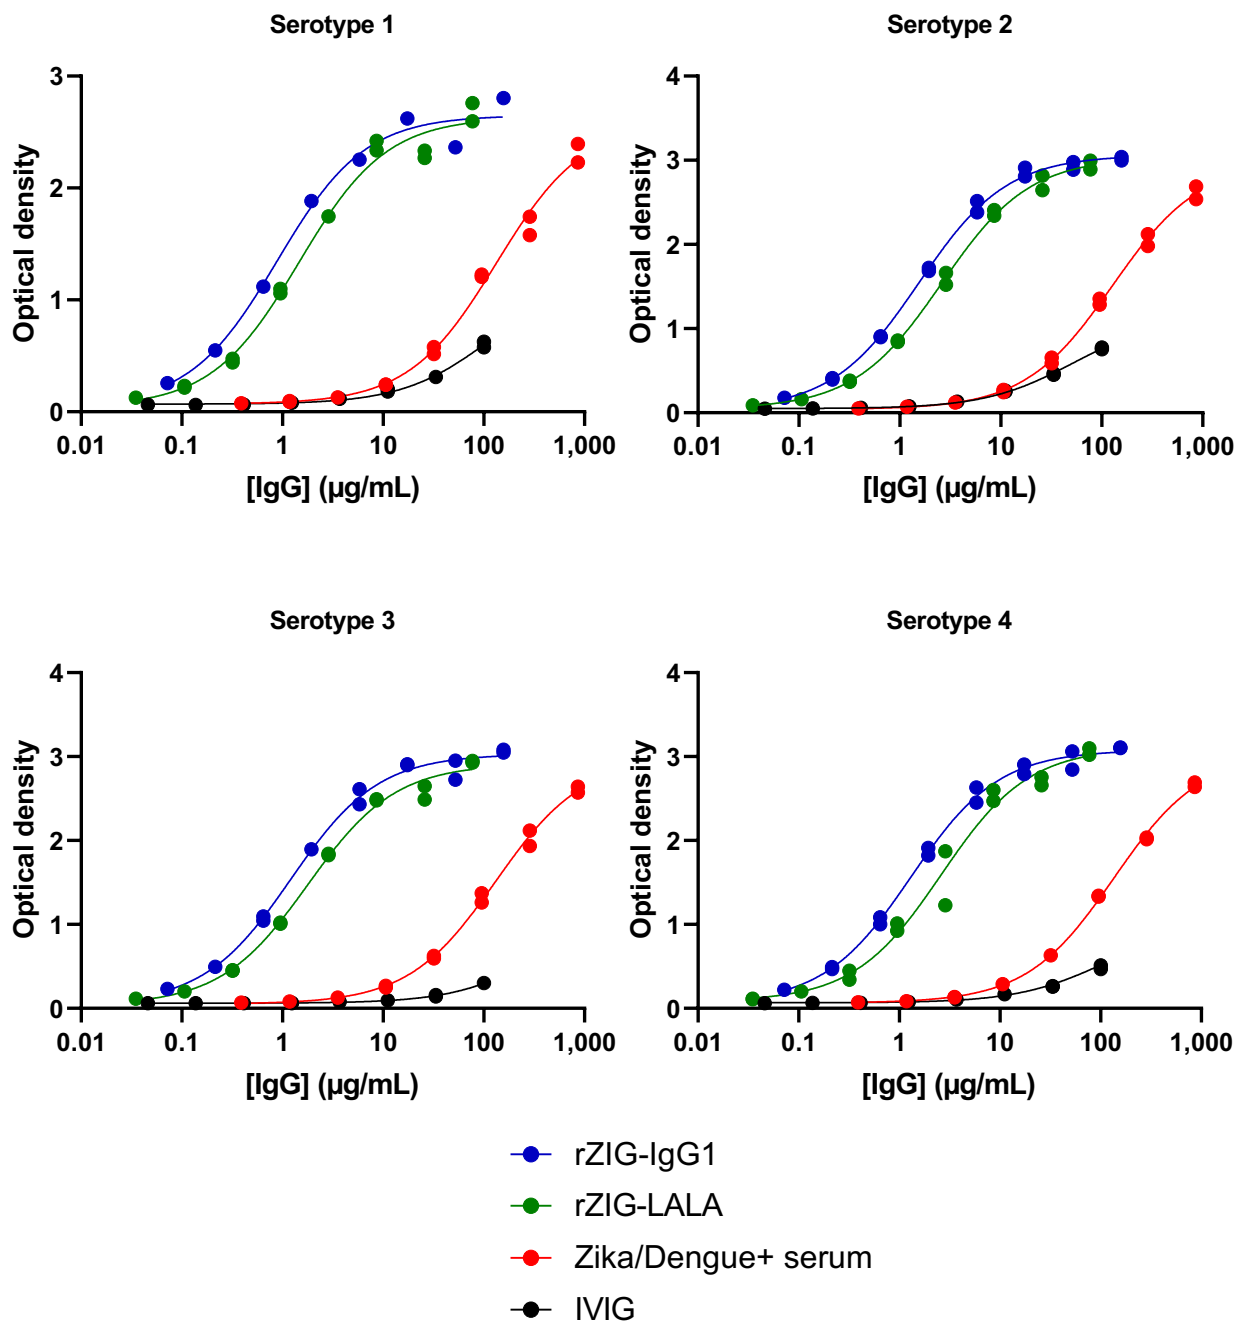 Serotype 1
Serotype 2
3
2
1
0
Optical density
0.01 0.1 1 10 100 1,000
[IgG] (µg/mL)
4
3
2
1
0
Optical density
0.01 0.1 1 10 100 1,000
[IgG] (µg/mL)
Serotype 3
Serotype 4
4
3
2
1
0
Optical density
0.01 0.1 1 10 100 1,000
[IgG] (µg/mL)
4
3
2
1
0
Optical density
0.01 0.1 1 10 100 1,000
[IgG] (µg/mL)
rZIG-IgG1
rZIG-LALA
Zika/Dengue+ serum
IVIG